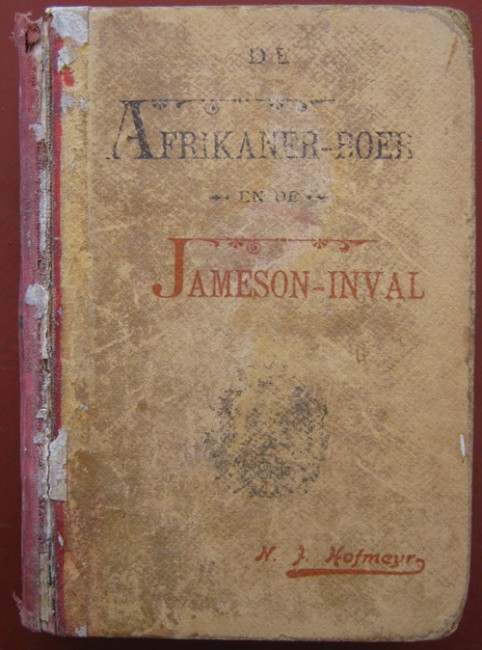 DE
AFRIKANER-BOER
EN DE
JAMESON-INVAL
N. J. Hofmeyr